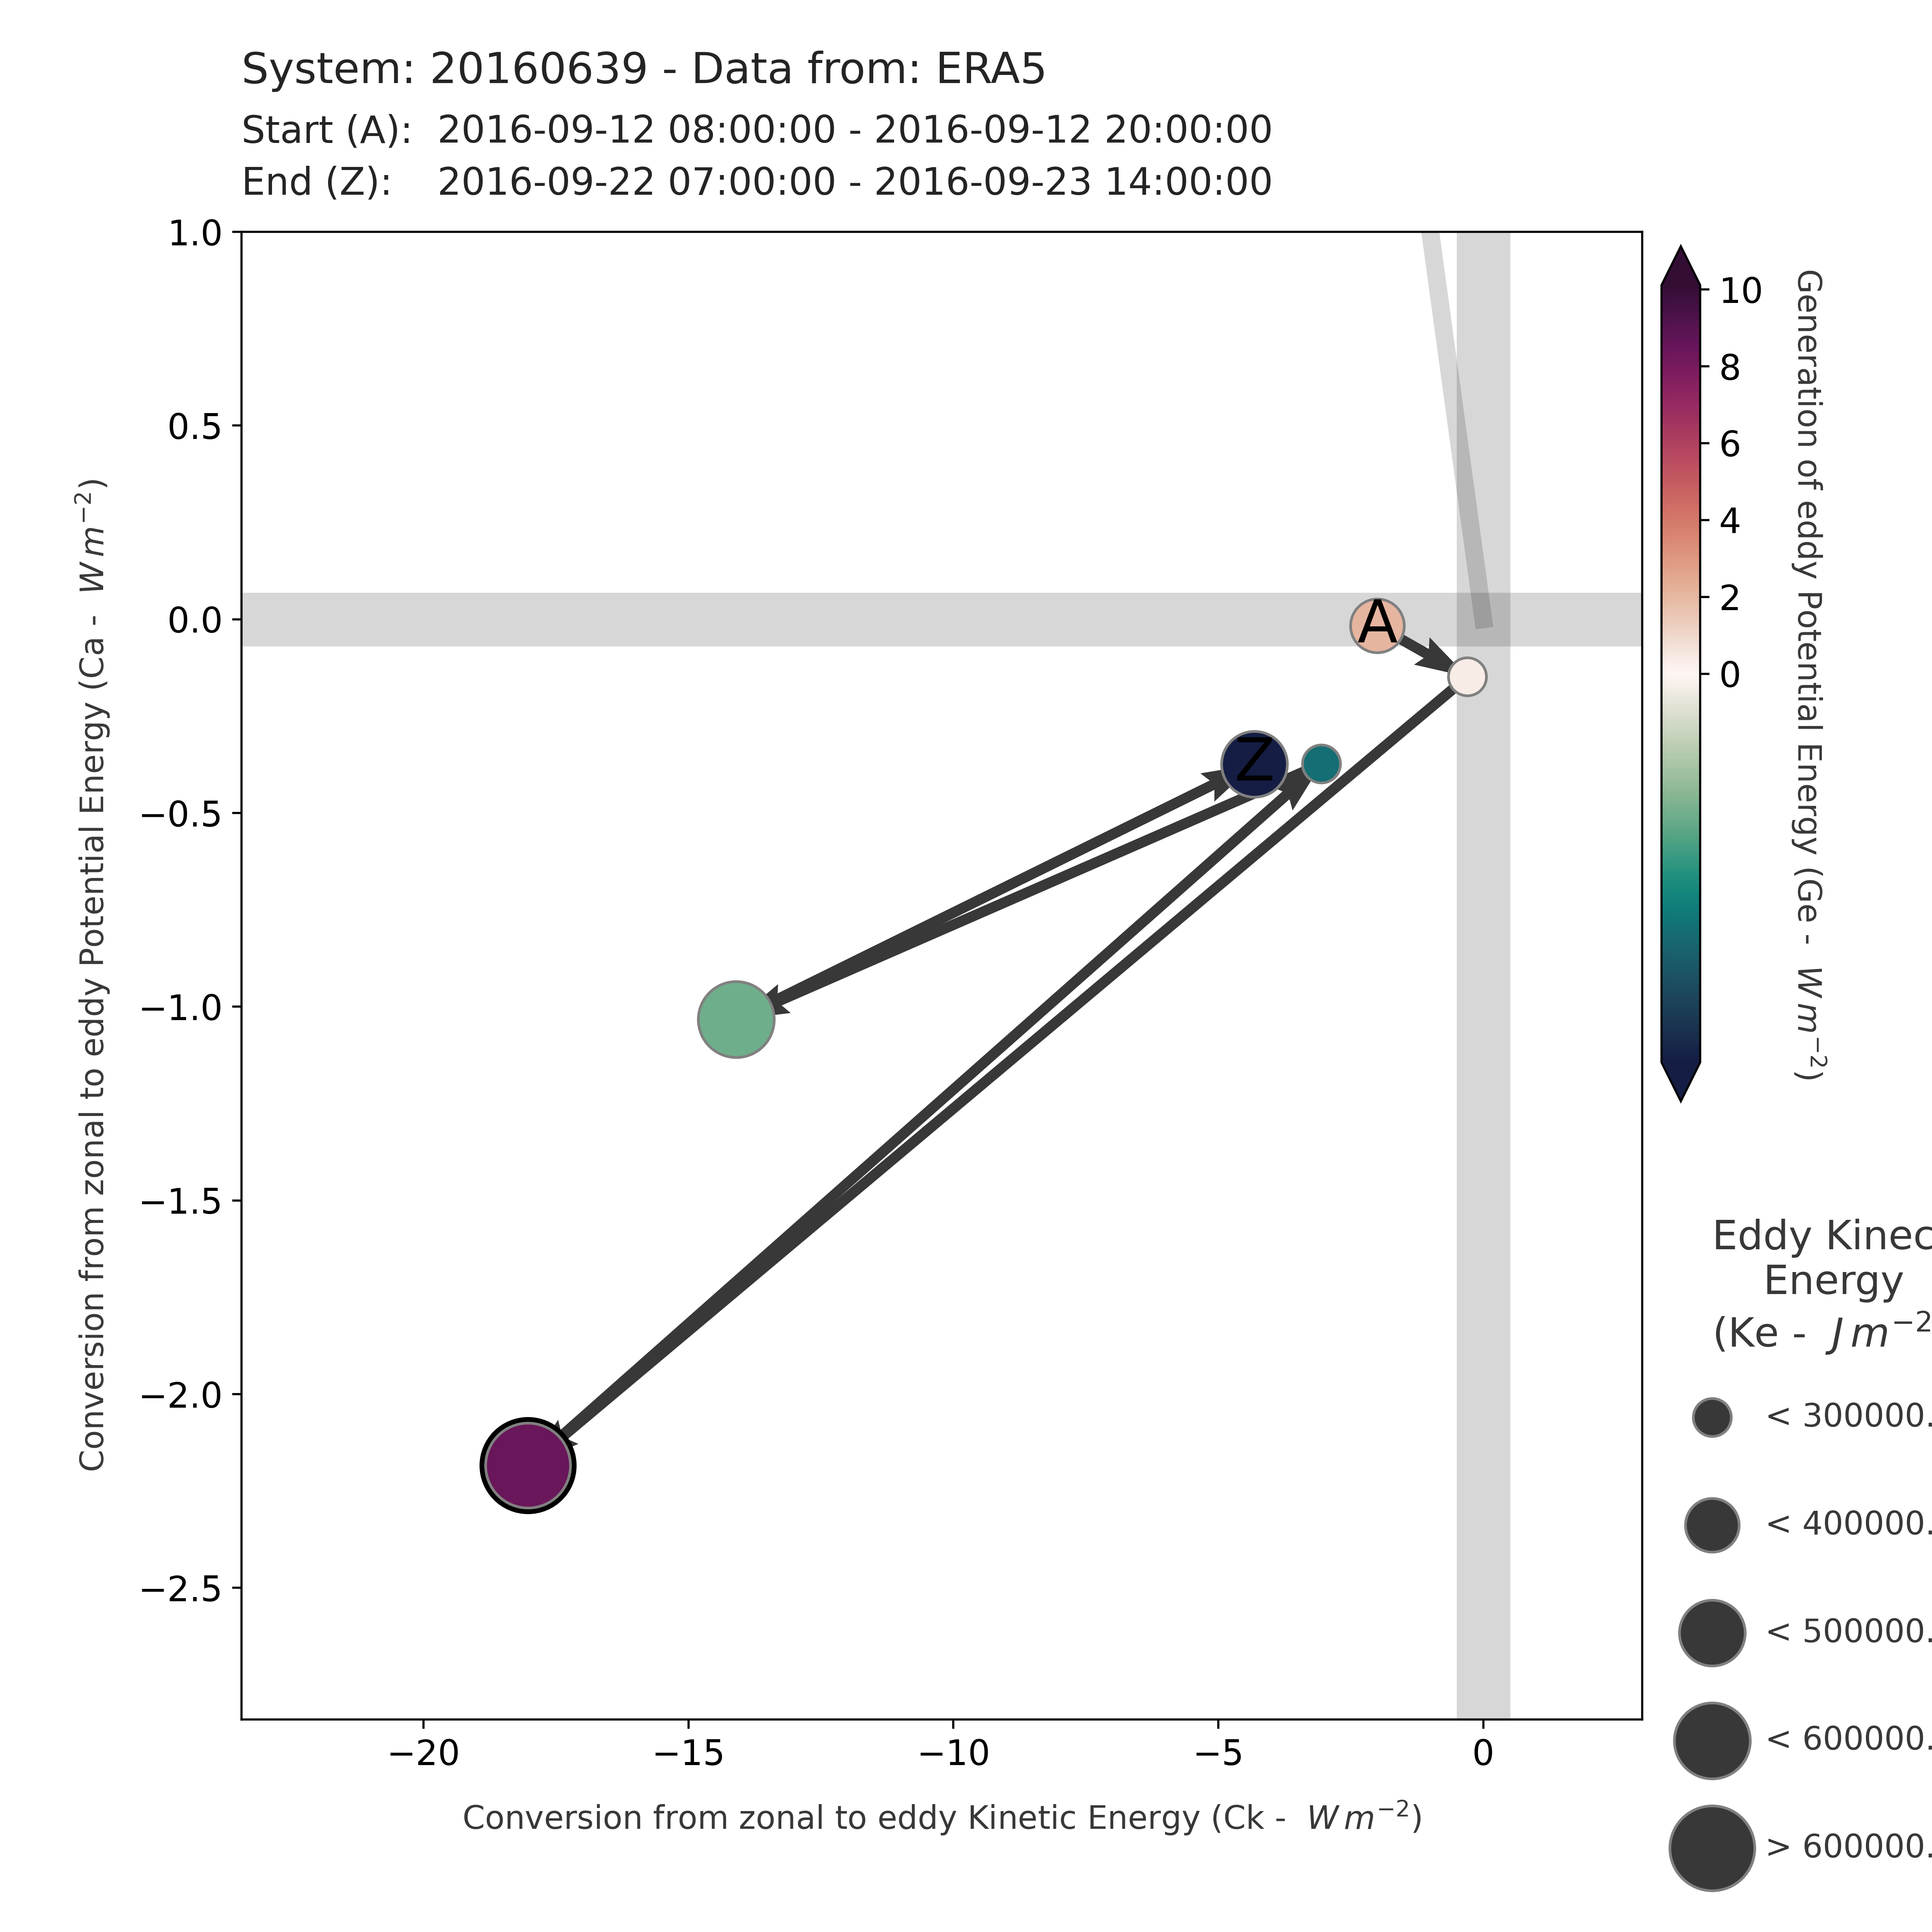 System: 20160639 - Data from: ERA5
Start (A): 2016-09-12 08:00:00 - 2016-09-12 20:00:00
End (Z): 2016-09-22 07:00:00 - 2016-09-23 14:00:00
1.0
0.5
0.0
−0.5
−1.0
−1.5
−2.0
−2.5
Conversion from zonal to eddy Potential Energy (Ca - W m⁻²)
A
Z
−20
−15
−10
−5
0
Conversion from zonal to eddy Kinetic Energy (Ck - W m⁻²)
10
8
6
4
2
0
Generation of eddy Potential Energy (Ge - W m⁻²)
Eddy Kinec
Energy
(Ke - J m⁻²
< 300000.
< 400000.
< 500000.
< 600000.
> 600000.